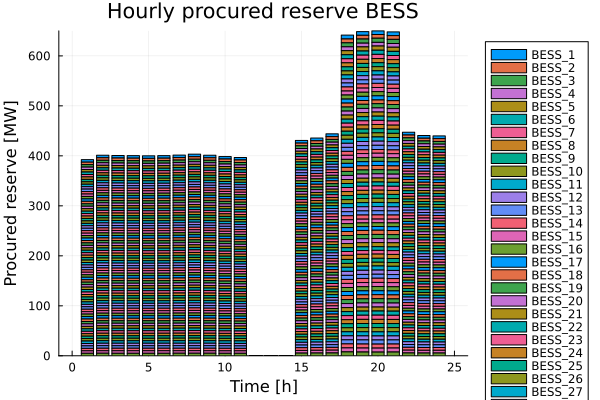 Hourly procured reserve BESS
Procured reserve [MW]
600
500
400
300
200
100
0
0 5 10 15 20 25
Time [h]
BESS_1
BESS_2
BESS_3
BESS_4
BESS_5
BESS_6
BESS_7
BESS_8
BESS_9
BESS_10
BESS_11
BESS_12
BESS_13
BESS_14
BESS_15
BESS_16
BESS_17
BESS_18
BESS_19
BESS_20
BESS_21
BESS_22
BESS_23
BESS_24
BESS_25
BESS_26
BESS_27